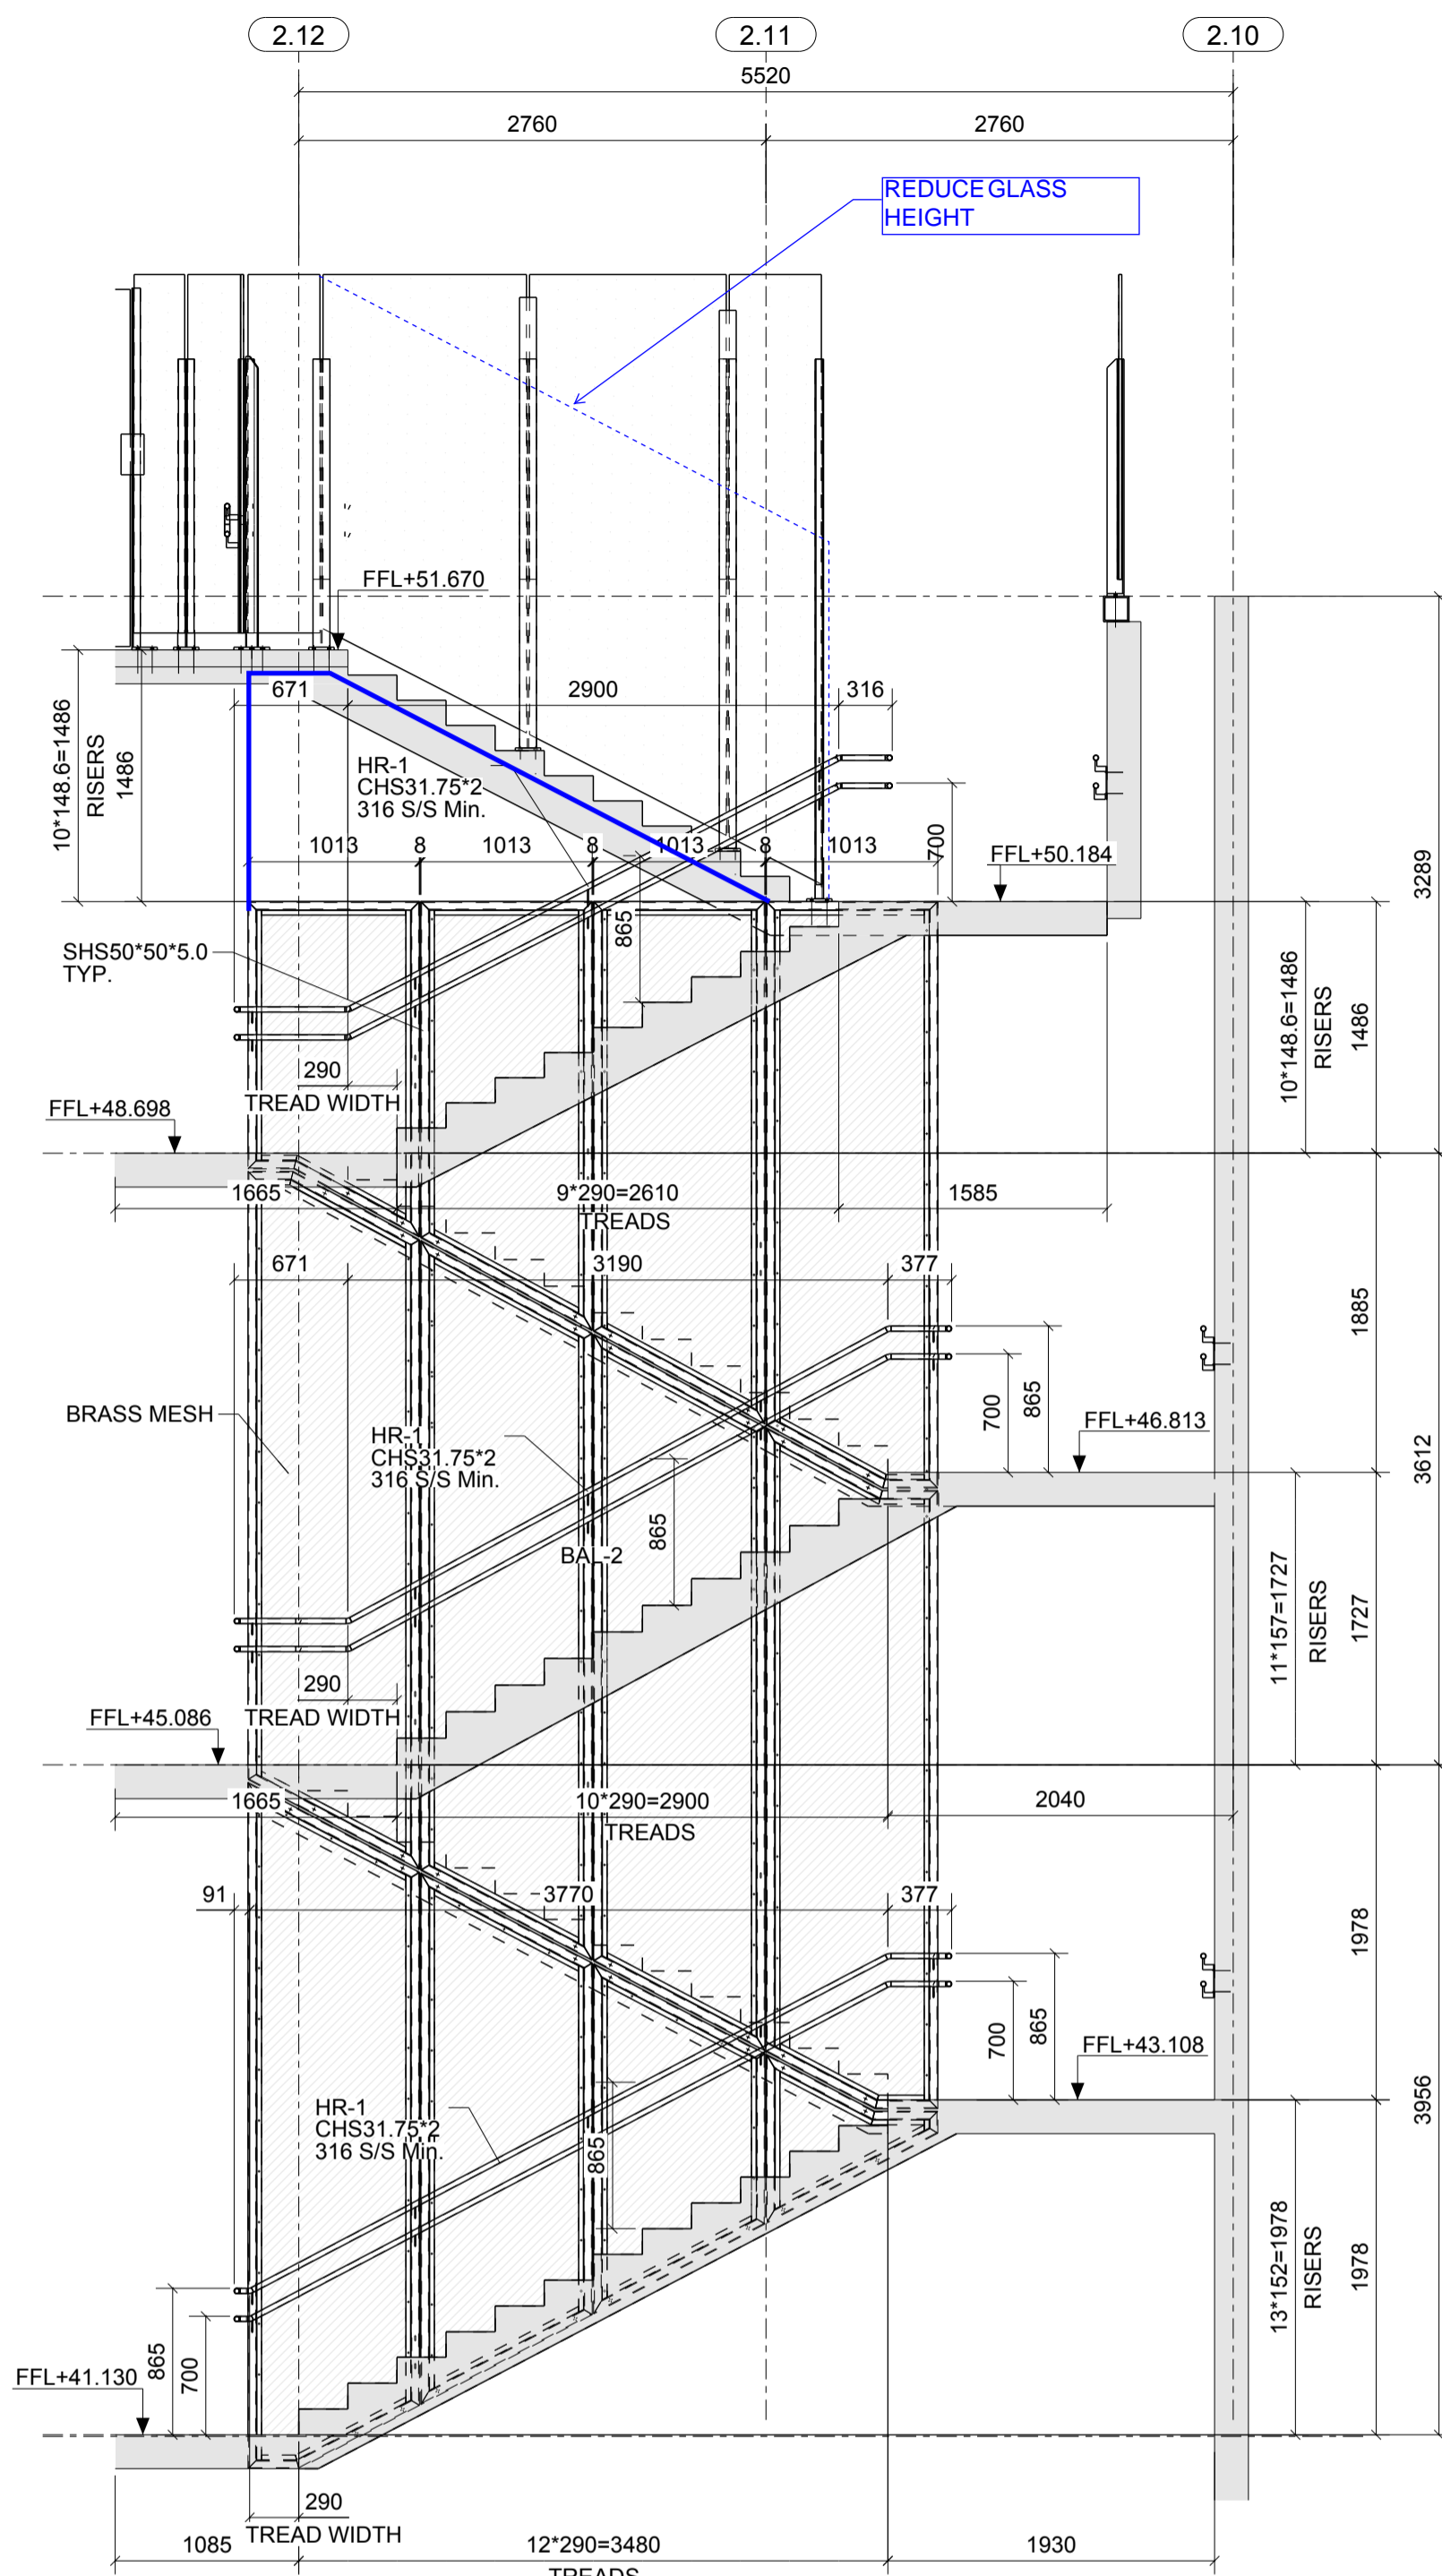 2.12
2.11
2.10
5520
2760
2760
REDUCE GLASS
HEIGHT
FFL+51.670
671
2900
316
10*148.6=1486
RISERS
1486
HR-1
CHS31.75*2
316 S/S Min.
1013
8
1013
8
1013
8
1013
700
FFL+50.184
3289
865
SHS50*50*5.0
TYP.
10*148.6=1486
RISERS
1486
290
TREAD WIDTH
FFL+48.698
1665
9*290=2610
TREADS
1585
671
3190
377
1885
BRASS MESH
HR-1
CHS31.75*2
316 S/S Min.
700
865
FFL+46.813
3612
865
BAL-2
11*157=1727
RISERS
1727
290
TREAD WIDTH
FFL+45.086
1665
10*290=2900
TREADS
2040
91
3770
377
1978
700
865
FFL+43.108
HR-1
CHS31.75*2
316 S/S Min.
865
3956
13*152=1978
RISERS
1978
865
700
FFL+41.130
290
TREAD WIDTH
1085
12*290=3480
TREADS
1930